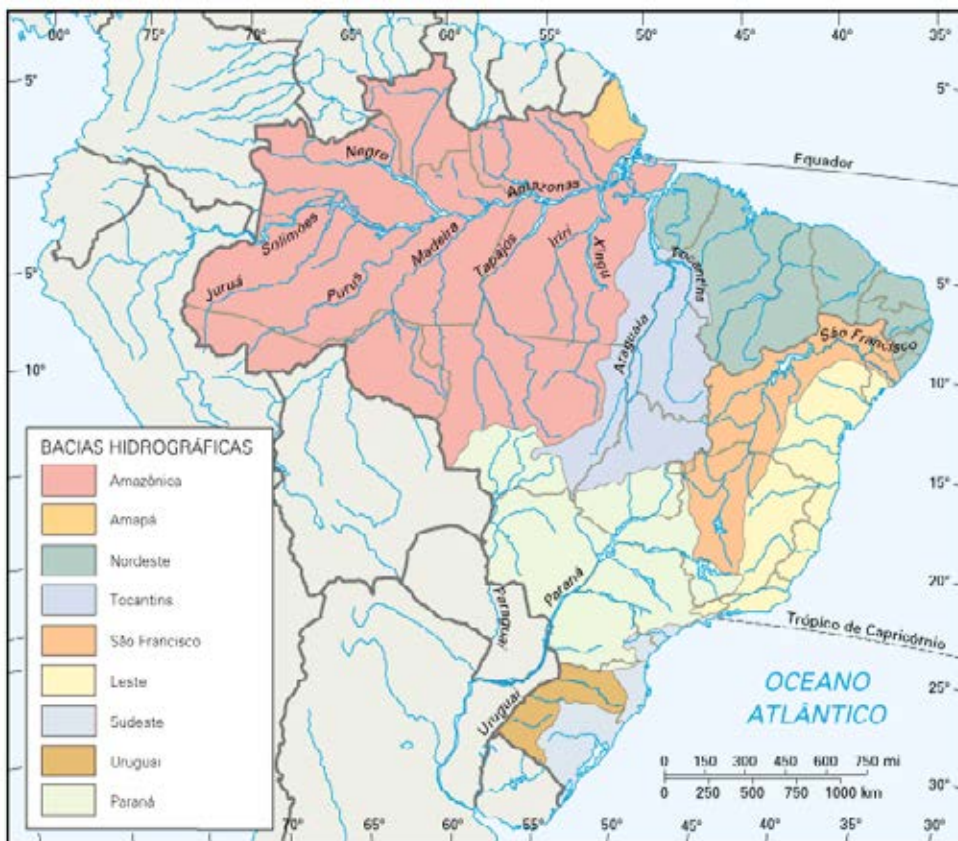 80° 75° 70° 65° 60° 55° 50° 45° 40° 35°
5° 5°
Equador
Negro
Amazonas
Solimões
Madeira
Tapajós
Iriri
Xingu
Juruá
Purus
Tocantins
Araguaia
5° 5°
São Francisco
10° 10°
BACIAS HIDROGRÁFICAS
Amazônica
Amapá
Nordeste
Tocantins
São Francisco
Leste
Sudeste
Uruguai
Paraná
15°
20°
Paraná
Paraguai
Trópico de Capricórnio
Uruguai
25°
OCEANO
ATLÂNTICO
0 150 300 450 600 750 mi
0 250 500 750 1000 km
30°
70° 65° 60° 55° 50° 45° 40° 35°